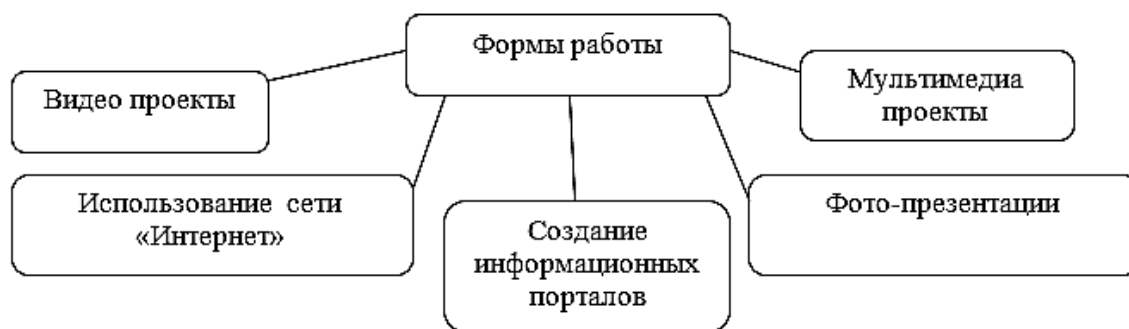 Формы работы
Видео проекты
Мультимедиа
проекты
Использование сети
«Интернет»
Создание
информационных
порталов
Фото-презентации